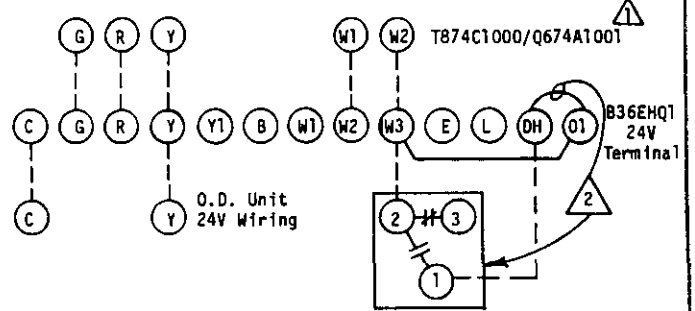 1
G R Y W1 W2 T874C1000/Q674A1001
C G R Y Y1 B W1 W2 W3 E L DH O1 B36EHQ1
24V
Terminal
2
C Y O.D. Unit
24V Wiring
2 3
1